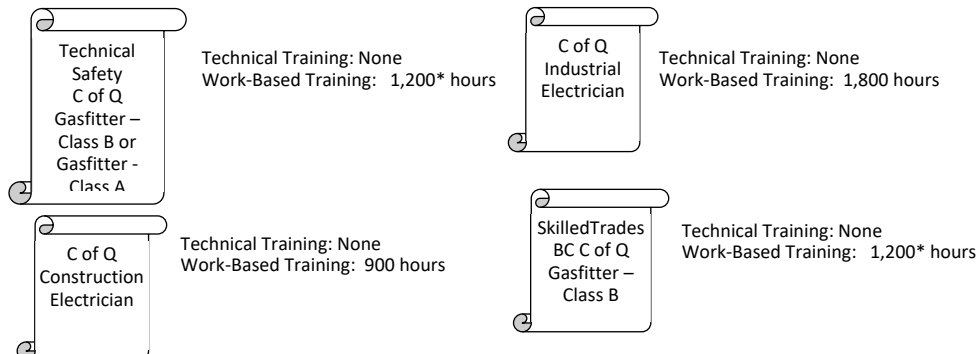 Technical
Safety
C of Q
Gasfitter –
Class B or
Gasfitter -
Class A
Technical Training: None
Work-Based Training: 1,200* hours
C of Q
Industrial
Electrician
Technical Training: None
Work-Based Training: 1,800 hours
C of Q
Construction
Electrician
Technical Training: None
Work-Based Training: 900 hours
SkilledTrades
BC C of Q
Gasfitter –
Class B
Technical Training: None
Work-Based Training: 1,200* hours